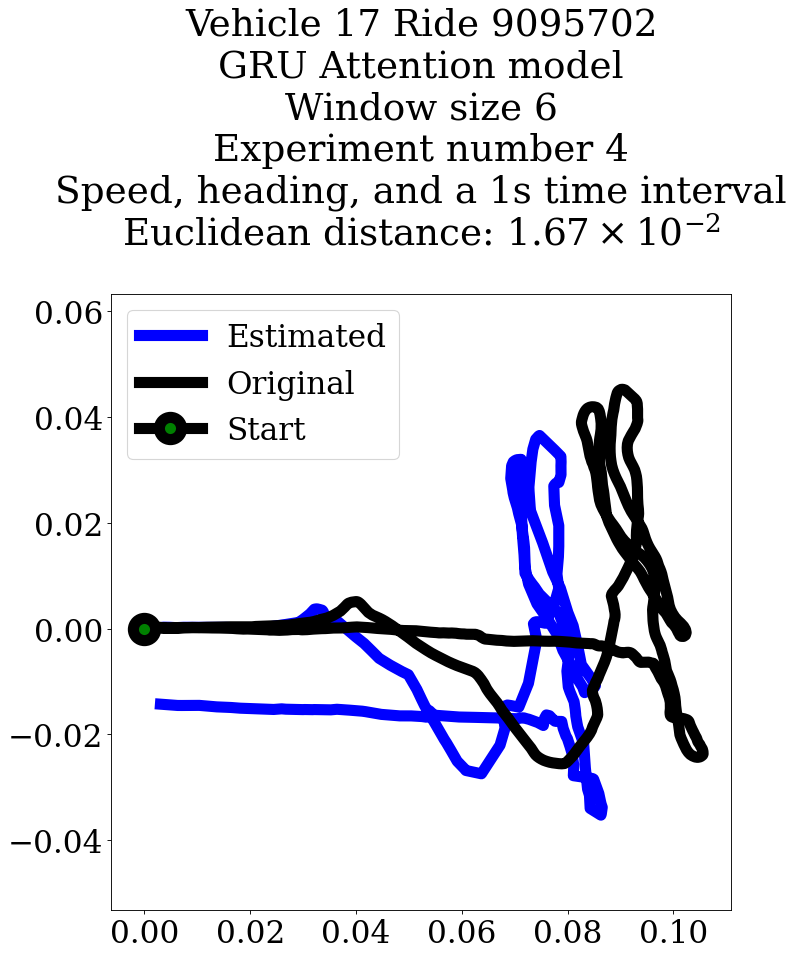 Vehicle 17 Ride 9095702
GRU Attention model
Window size 6
Experiment number 4
Speed, heading, and a 1s time interval
Euclidean distance: 1.67 × 10⁻²
0.06
0.04
0.02
0.00
−0.02
−0.04
Estimated
Original
Start
0.00 0.02 0.04 0.06 0.08 0.10